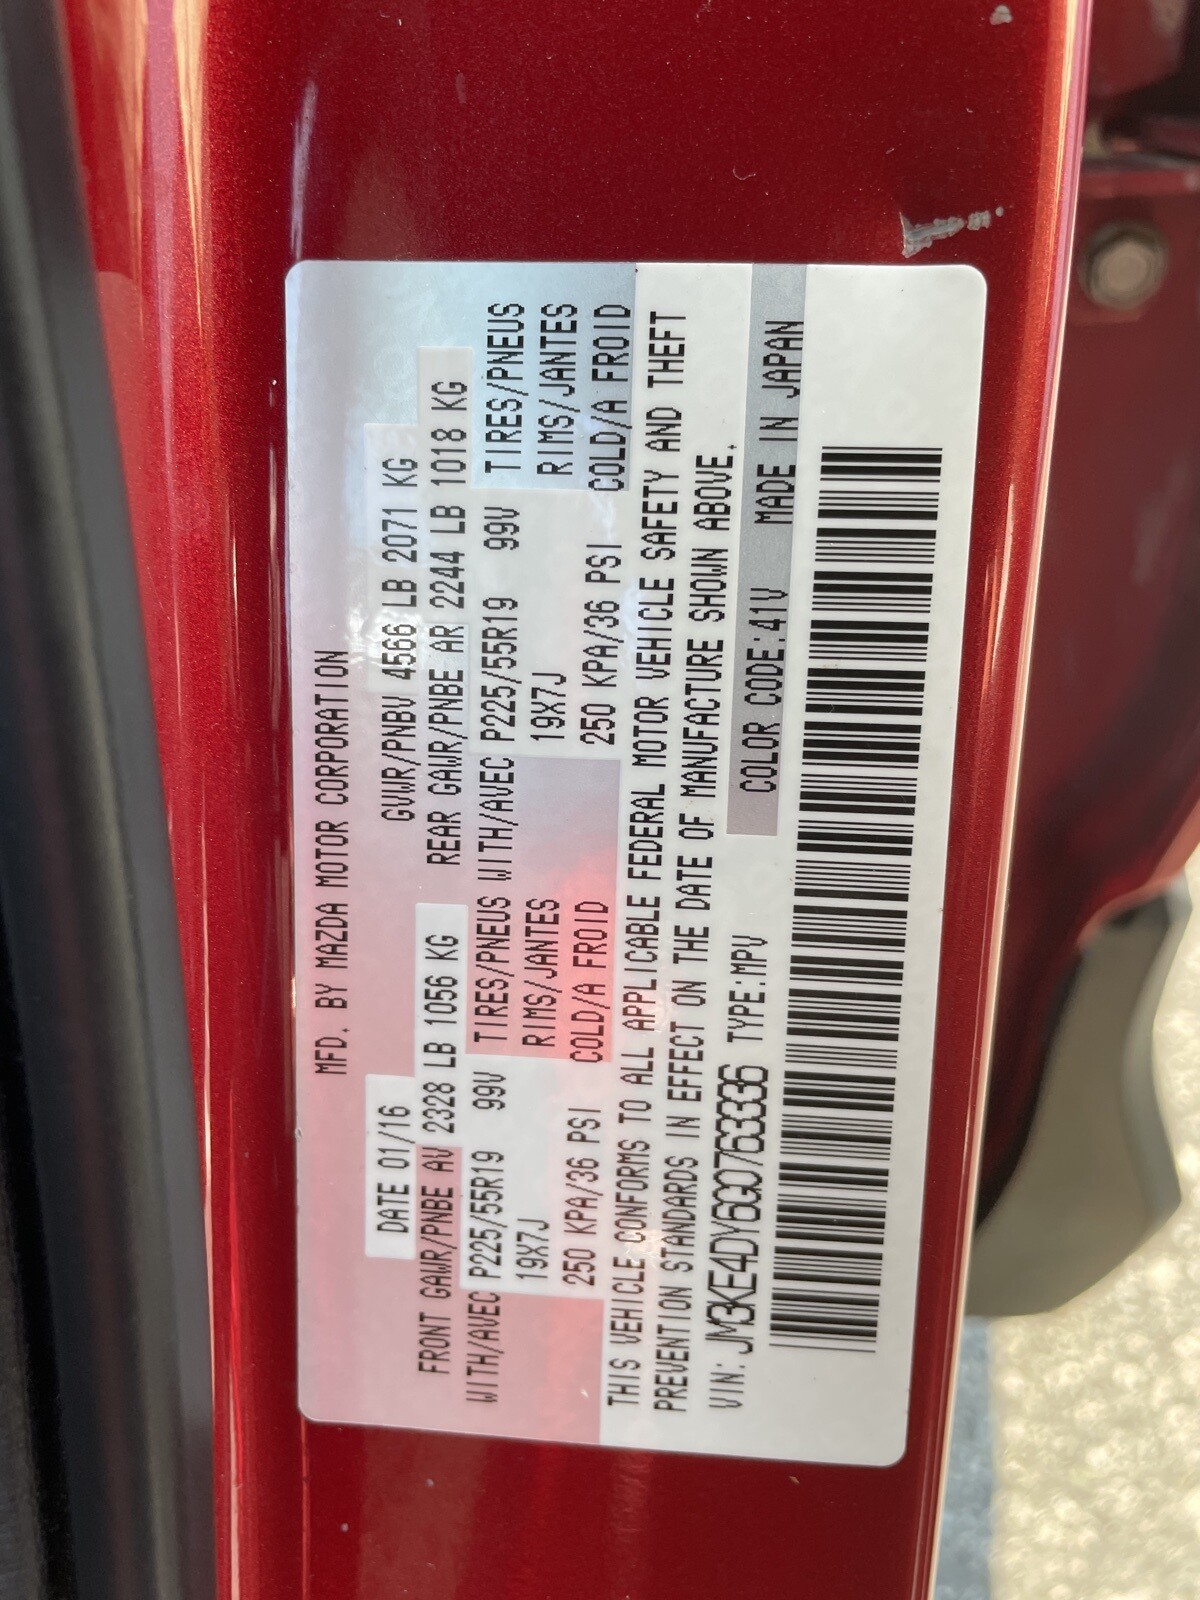 MFD. BY MAZDA MOTOR CORPORATION
DATE 01/16 GVWR/PNBV 4566 LB 2071 KG
FRONT GAWR/PNBE AV 2328 LB 1056 KG REAR GAWR/PNBE AR 2244 LB 1018 KG
WITH/AVEC P225/55R19 99V TIRES/PNEUS WITH/AVEC P225/55R19 99V TIRES/PNEUS
19X7J RIMS/JANTES 19X7J RIMS/JANTES
250 KPA/36 PSI COLD/A FROID 250 KPA/36 PSI COLD/A FROID
THIS VEHICLE CONFORMS TO ALL APPLICABLE FEDERAL MOTOR VEHICLE SAFETY AND THEFT
PREVENTION STANDARDS IN EFFECT ON THE DATE OF MANUFACTURE SHOWN ABOVE.
VIN: JM3KE4DY6G0763336 TYPE:MPV COLOR CODE:41V MADE IN JAPAN